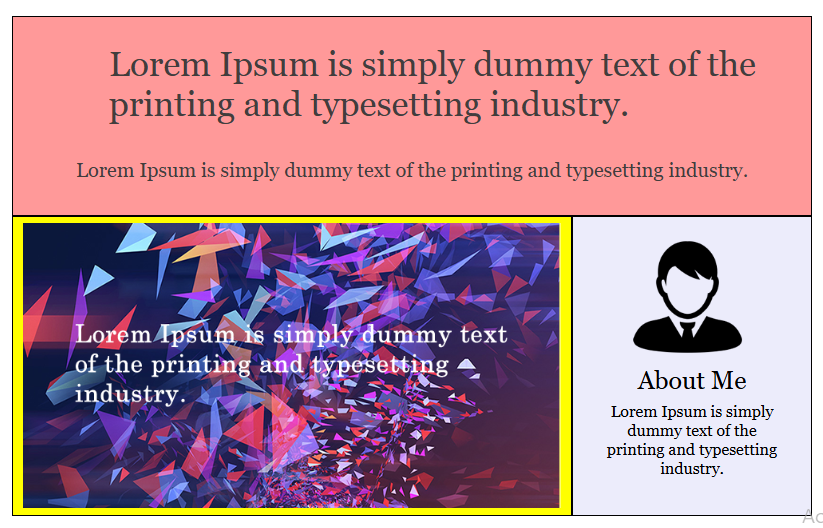 Lorem Ipsum is simply dummy text of the
printing and typesetting industry.
Lorem Ipsum is simply dummy text of the printing and typesetting industry.
Lorem Ipsum is simply dummy text
of the printing and typesetting
industry.
About Me
Lorem Ipsum is simply
dummy text of the
printing and typesetting
industry.
Ac